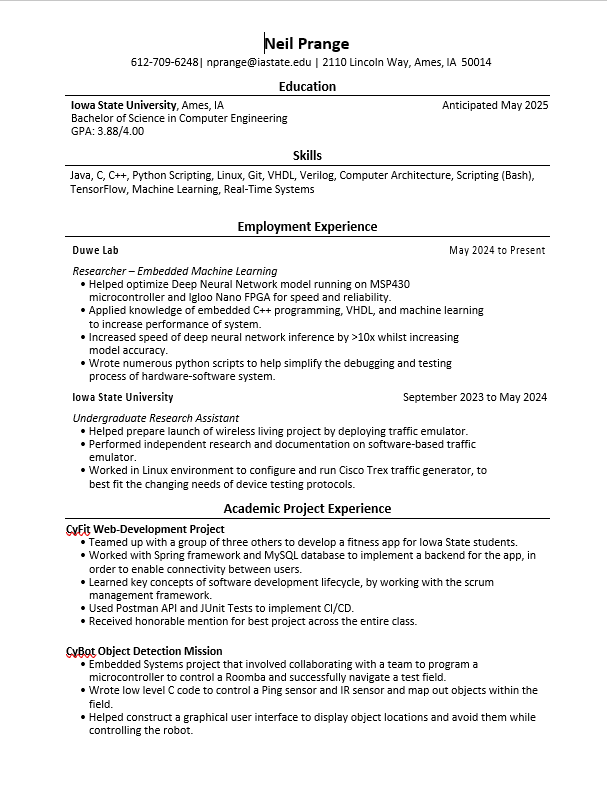 Neil Prange
612-709-6248| nprange@iastate.edu | 2110 Lincoln Way, Ames, IA 50014
Education
Iowa State University, Ames, IA Anticipated May 2025
Bachelor of Science in Computer Engineering
GPA: 3.88/4.00
Skills
Java, C, C++, Python Scripting, Linux, Git, VHDL, Verilog, Computer Architecture, Scripting (Bash),
TensorFlow, Machine Learning, Real-Time Systems
Employment Experience
Duwe Lab May 2024 to Present
Researcher – Embedded Machine Learning
• Helped optimize Deep Neural Network model running on MSP430
microcontroller and Igloo Nano FPGA for speed and reliability.
• Applied knowledge of embedded C++ programming, VHDL, and machine learning
to increase performance of system.
• Increased speed of deep neural network inference by >10x whilst increasing
model accuracy.
• Wrote numerous python scripts to help simplify the debugging and testing
process of hardware-software system.
Iowa State University September 2023 to May 2024
Undergraduate Research Assistant
• Helped prepare launch of wireless living project by deploying traffic emulator.
• Performed independent research and documentation on software-based traffic
emulator.
• Worked in Linux environment to configure and run Cisco Trex traffic generator, to
best fit the changing needs of device testing protocols.
Academic Project Experience
CyFit Web-Development Project
• Teamed up with a group of three others to develop a fitness app for Iowa State students.
• Worked with Spring framework and MySQL database to implement a backend for the app, in
order to enable connectivity between users.
• Learned key concepts of software development lifecycle, by working with the scrum
management framework.
• Used Postman API and JUnit Tests to implement CI/CD.
• Received honorable mention for best project across the entire class.
CyBot Object Detection Mission
• Embedded Systems project that involved collaborating with a team to program a
microcontroller to control a Roomba and successfully navigate a test field.
• Wrote low level C code to control a Ping sensor and IR sensor and map out objects within the
field.
• Helped construct a graphical user interface to display object locations and avoid them while
controlling the robot.